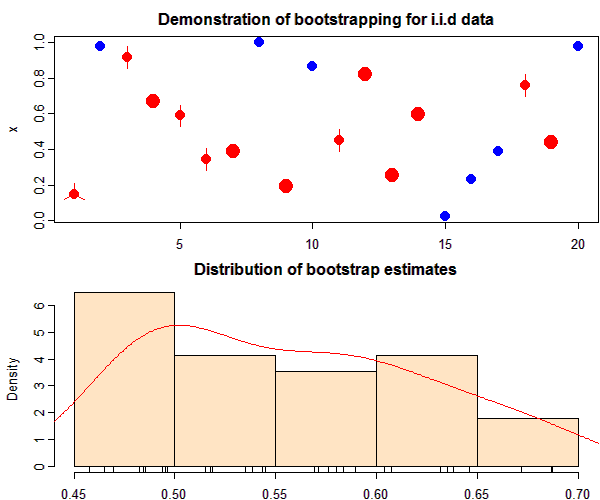 Demonstration of bootstrapping for i.i.d data
1.0
0.8
0.6
0.4
0.2
0.0
x
5 10 15 20
Distribution of bootstrap estimates
6
5
4
3
2
1
0
Density
0.45 0.50 0.55 0.60 0.65 0.70